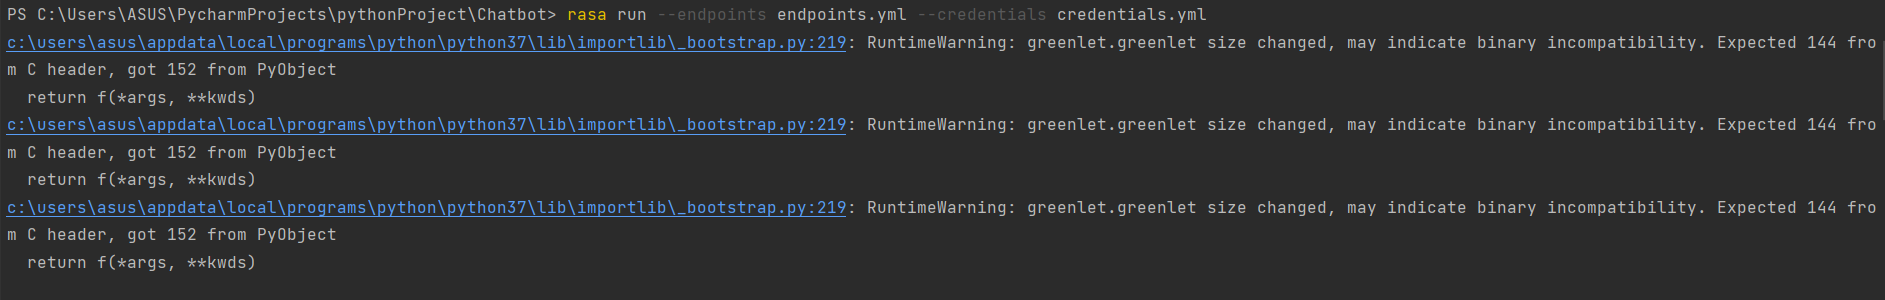 PS C:\Users\ASUS\PycharmProjects\pythonProject\Chatbot> rasa run --endpoints endpoints.yml --credentials credentials.yml
c:\users\asus\appdata\local\programs\python\python37\lib\importlib\_bootstrap.py:219: RuntimeWarning: greenlet.greenlet size changed, may indicate binary incompatibility. Expected 144 fro
m C header, got 152 from PyObject
  return f(*args, **kwds)
c:\users\asus\appdata\local\programs\python\python37\lib\importlib\_bootstrap.py:219: RuntimeWarning: greenlet.greenlet size changed, may indicate binary incompatibility. Expected 144 fro
m C header, got 152 from PyObject
  return f(*args, **kwds)
c:\users\asus\appdata\local\programs\python\python37\lib\importlib\_bootstrap.py:219: RuntimeWarning: greenlet.greenlet size changed, may indicate binary incompatibility. Expected 144 fro
m C header, got 152 from PyObject
  return f(*args, **kwds)